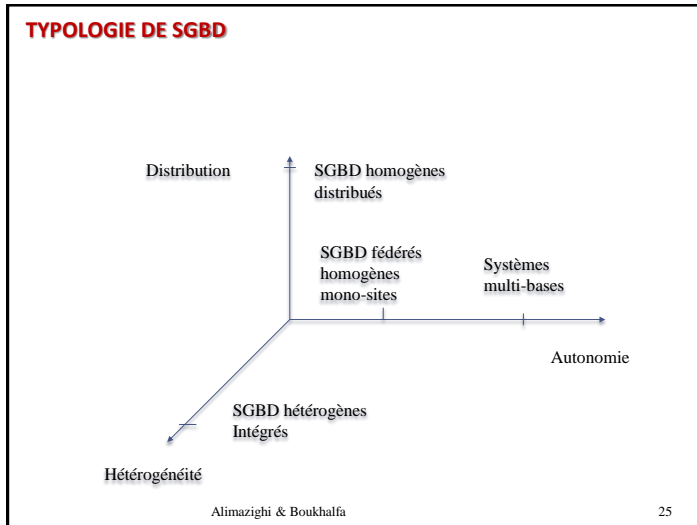 TYPOLOGIE DE SGBD
Distribution
SGBD homogènes
distribués
SGBD fédérés
homogènes
mono-sites
Systèmes
multi-bases
Autonomie
SGBD hétérogènes
Intégrés
Hétérogénéité
Alimazighi & Boukhalfa
25